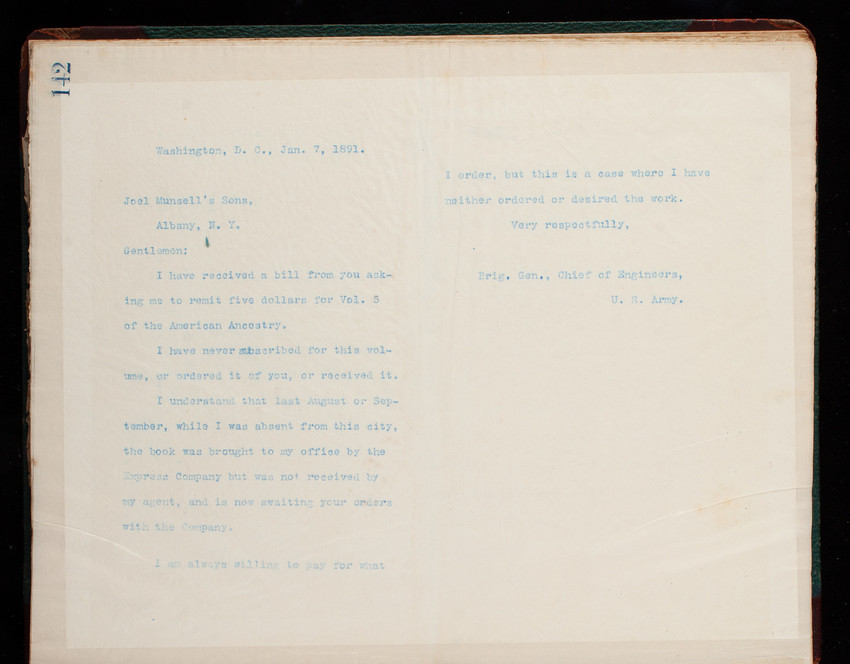 142
Washington, D. C., Jan. 7, 1891.
Joel Munsell's Sons,
Albany, N. Y.
Gentlemen:
I have received a bill from you ask-
ing me to remit five dollars for Vol. 5
of the American Ancestry.
I have never subscribed for this vol-
ume, or ordered it of you, or received it.
I understand that last August or Sep-
tember, while I was absent from this city,
the book was brought to my office by the
Express Company but was not received by
my agent, and is now awaiting your orders
with the Company.
I am always willing to pay for what
I order, but this is a case where I have
neither ordered or desired the work.
Very respectfully,
Brig. Gen., Chief of Engineers,
U. S. Army.